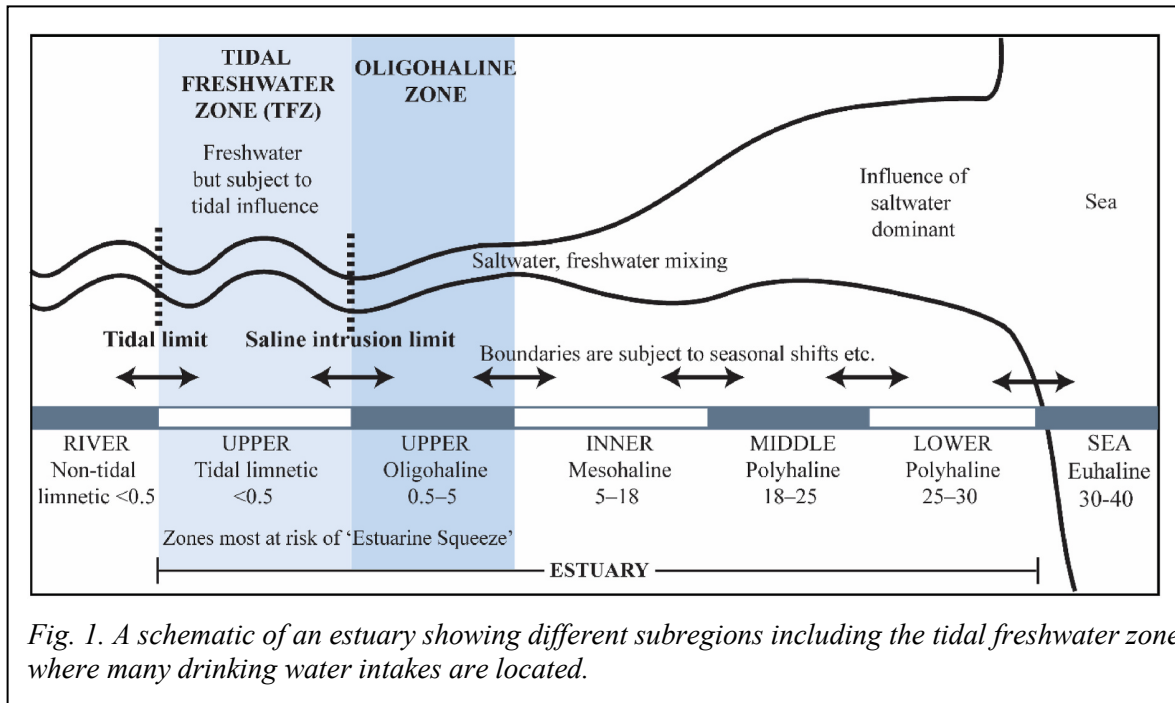 TIDAL
FRESHWATER
ZONE (TFZ)
OLIGOHALINE
ZONE
Freshwater
but subject to
tidal influence
Influence of
saltwater
dominant
Sea
Saltwater, freshwater mixing
Tidal limit
Saline intrusion limit
Boundaries are subject to seasonal shifts etc.
RIVER
Non-tidal
limnetic <0.5
UPPER
Tidal limnetic
<0.5
UPPER
Oligohaline
0.5–5
INNER
Mesohaline
5–18
MIDDLE
Polyhaline
18–25
LOWER
Polyhaline
25–30
SEA
Euhaline
30-40
Zones most at risk of ‘Estuarine Squeeze’
ESTUARY
Fig. 1. A schematic of an estuary showing different subregions including the tidal freshwater zone
where many drinking water intakes are located.